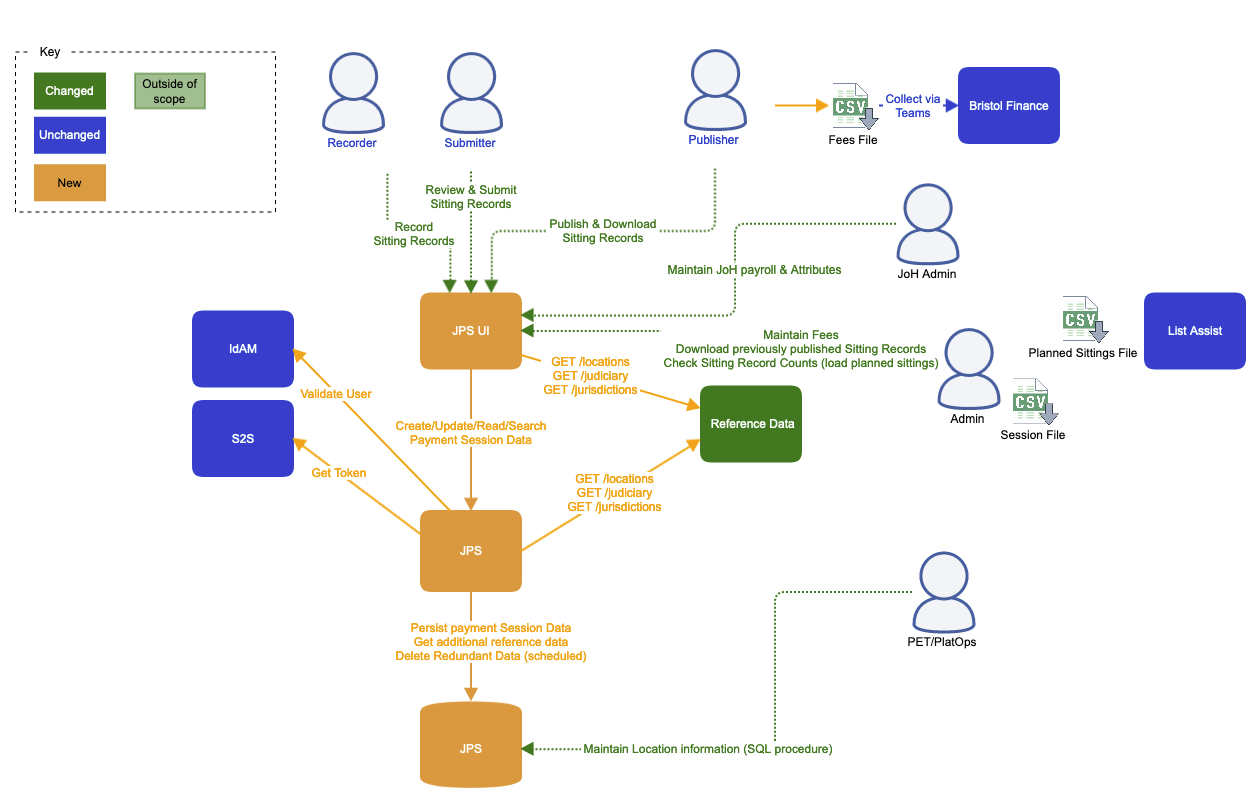 Key
Changed
Outside of
scope
Unchanged
New
Recorder
Submitter
Publisher
CSV
Fees File
Collect via
Teams
Bristol Finance
Review & Submit
Sitting Records
Record
Sitting Records
Publish & Download
Sitting Records
JoH Admin
Maintain JoH payroll & Attributes
JPS UI
Maintain Fees
Download previously published Sitting Records
Check Sitting Record Counts (load planned sittings)
CSV
Planned Sittings File
List Assist
IdAM
GET /locations
GET /judiciary
GET /jurisdictions
Validate User
Admin
CSV
Session File
S2S
Create/Update/Read/Search
Payment Session Data
Reference Data
Get Token
GET /locations
GET /judiciary
GET /jurisdictions
JPS
Persist payment Session Data
Get additional reference data
Delete Redundant Data (scheduled)
PET/PlatOps
JPS
Maintain Location information (SQL procedure)